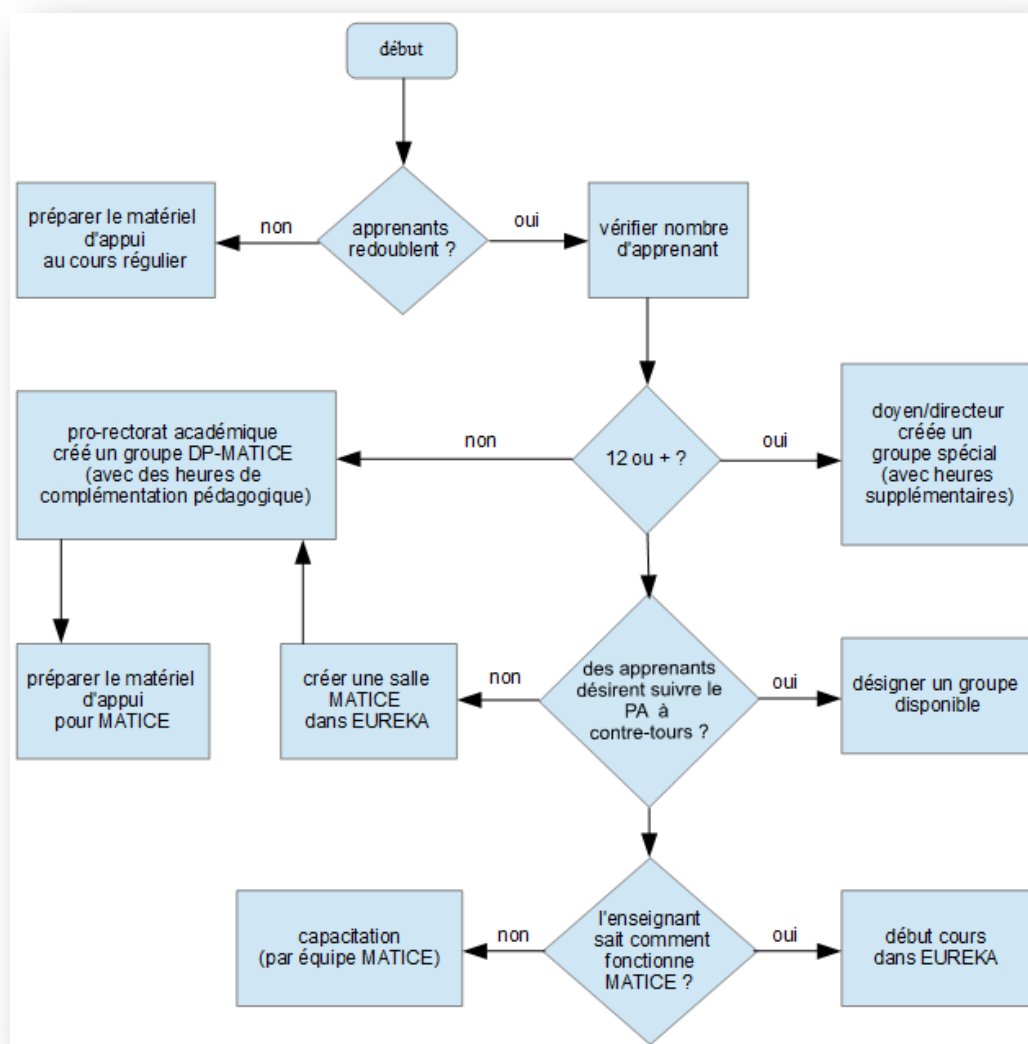 début
apprenants
redoublent ?
non
oui
préparer le matériel
d'appui
au cours régulier
vérifier nombre
d'apprenant
12 ou + ?
non
oui
pro-rectorat académique
créé un groupe DP-MATICE
(avec des heures de
complémentation pédagogique)
doyen/directeur
créée un
groupe spécial
(avec heures
supplémentaires)
préparer le matériel
d'appui
pour MATICE
créer une salle
MATICE
dans EUREKA
non
des apprenants
désirent suivre le
PA à
contre-tours ?
oui
désigner un groupe
disponible
capacitation
(par équipe MATICE)
non
l'enseignant
sait comment
fonctionne
MATICE ?
oui
début cours
dans EUREKA